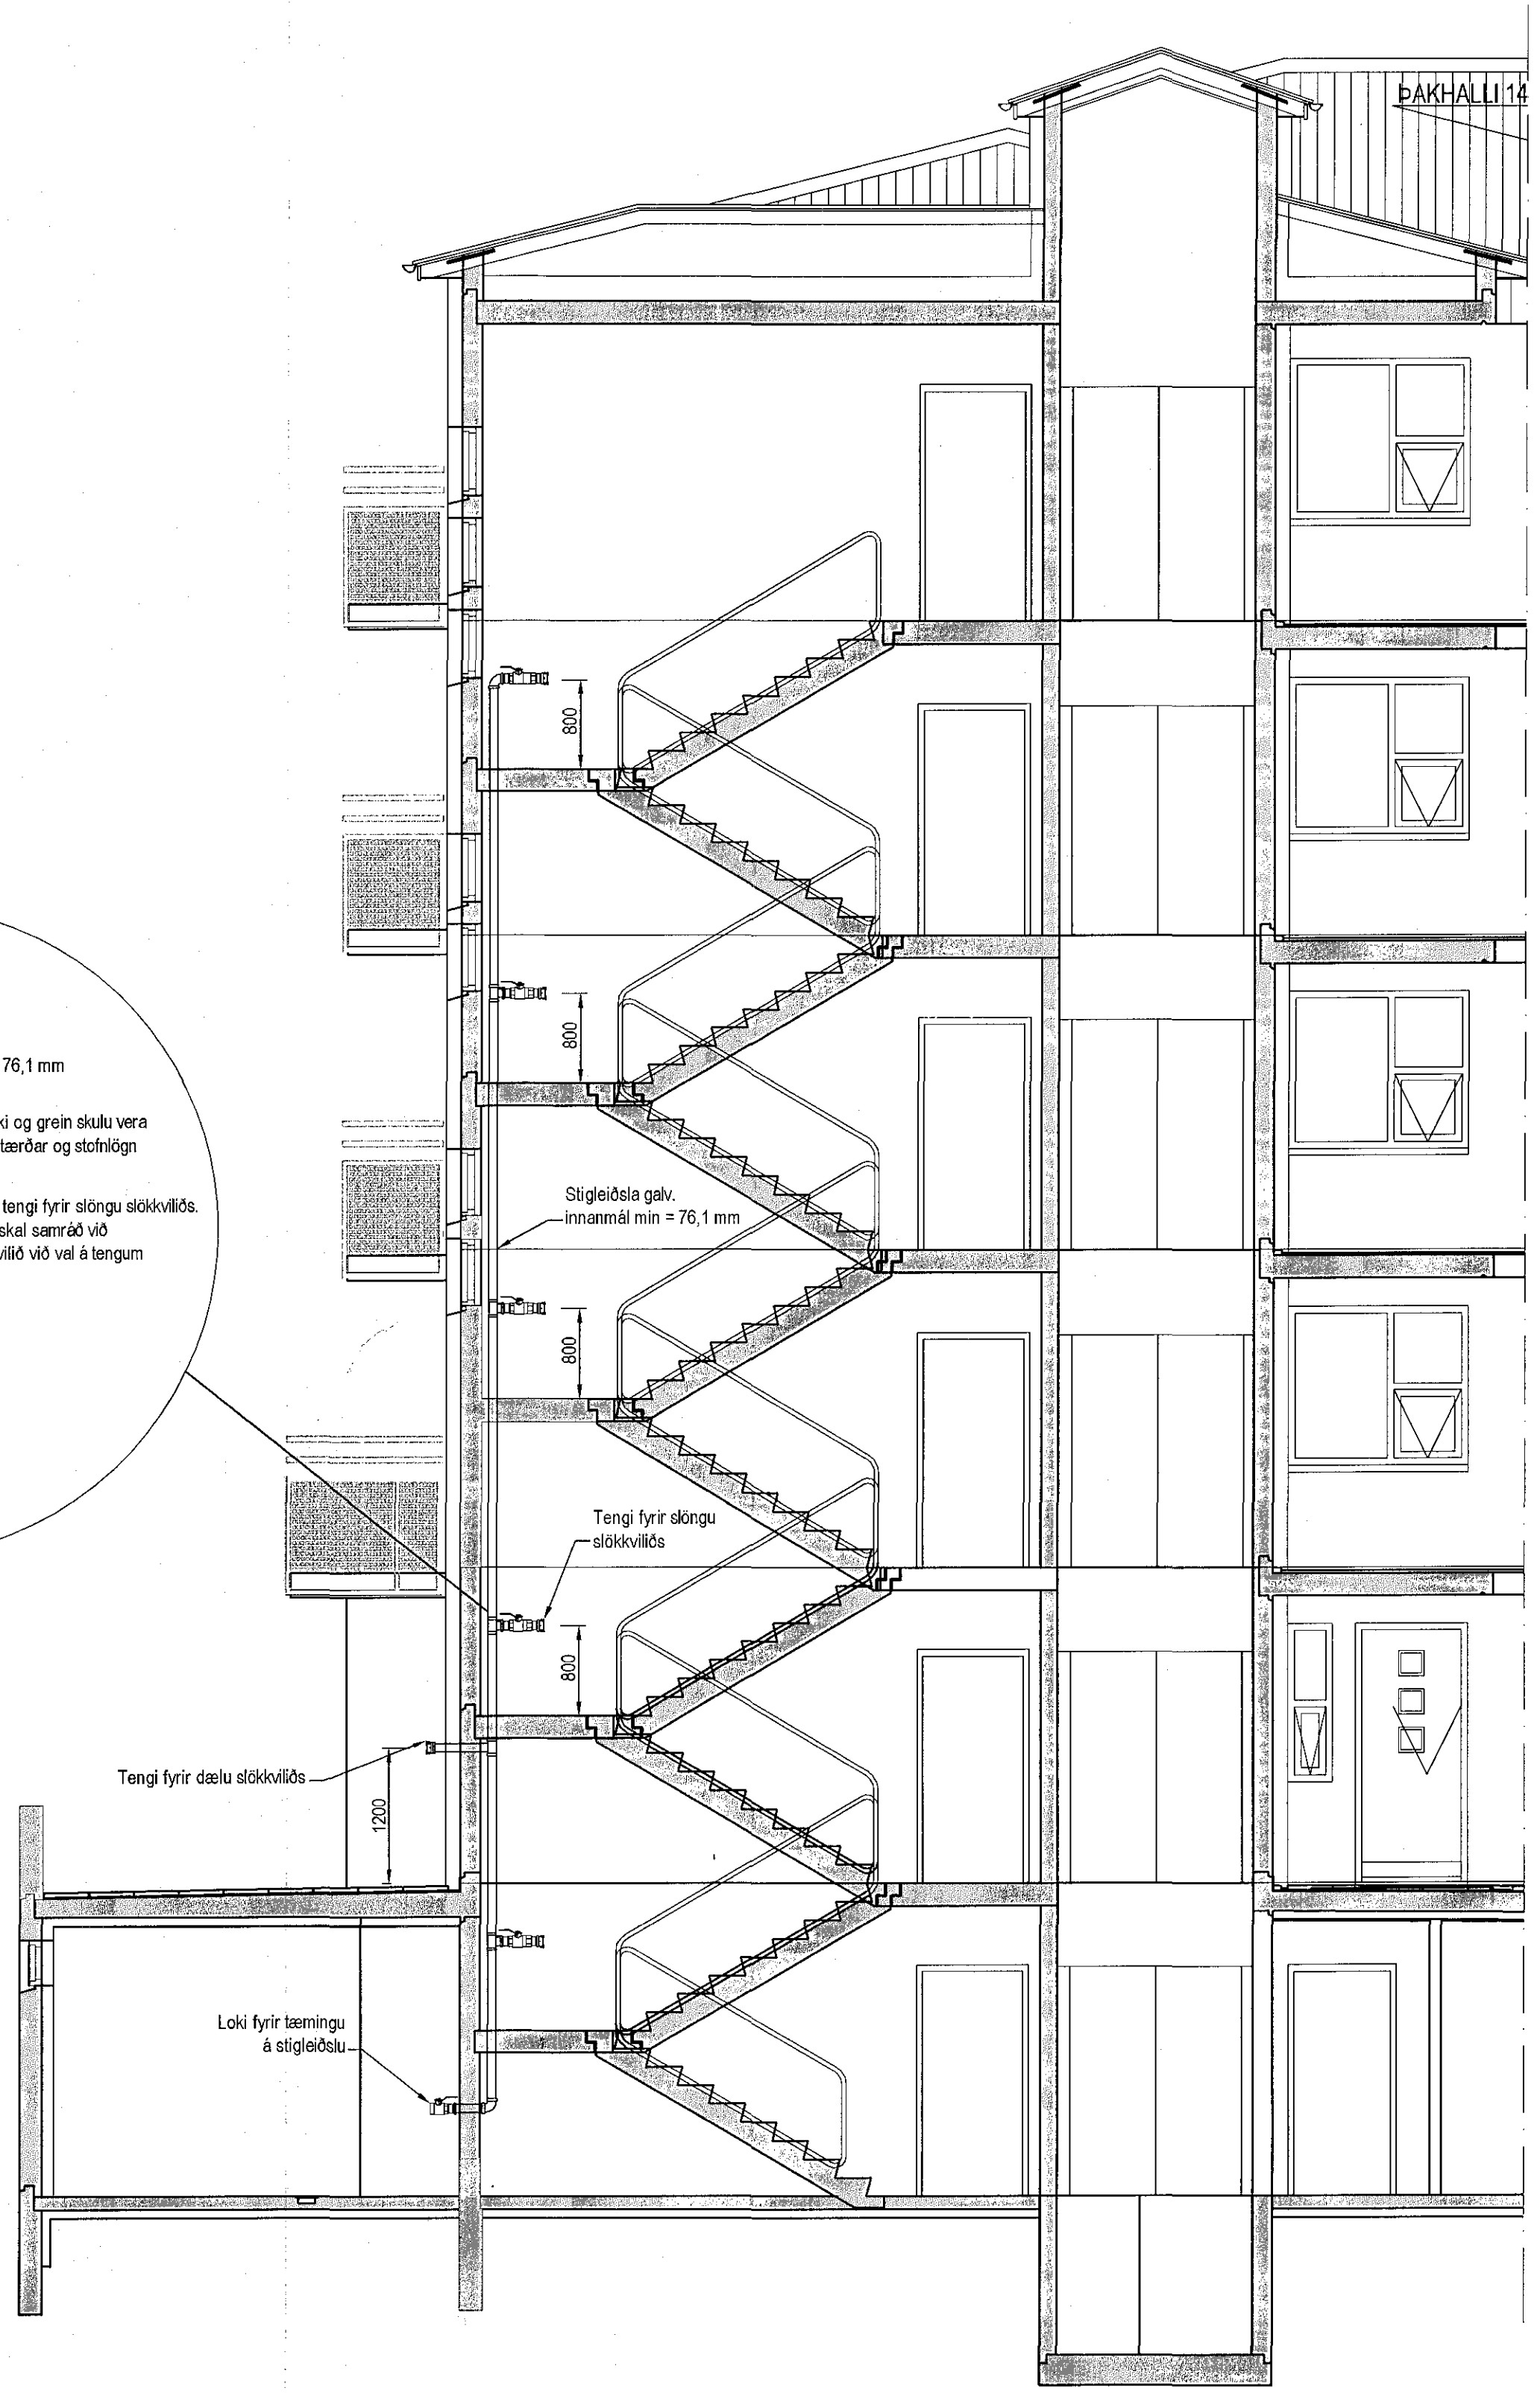 ÞAKHALLI 14
800
800
76,1 mm
ki og grein skulu vera
tærðar og stofnlögn
tengi fyrir slöngu slökkviliðs.
skal samráð við
vilið við val á tengum
Stigleiðsla galv.
innanmál min = 76,1 mm
800
Tengi fyrir slöngu
slökkviliðs
800
Tengi fyrir dælu slökkviliðs
1200
Loki fyrir tæmingu
á stigleiðslu